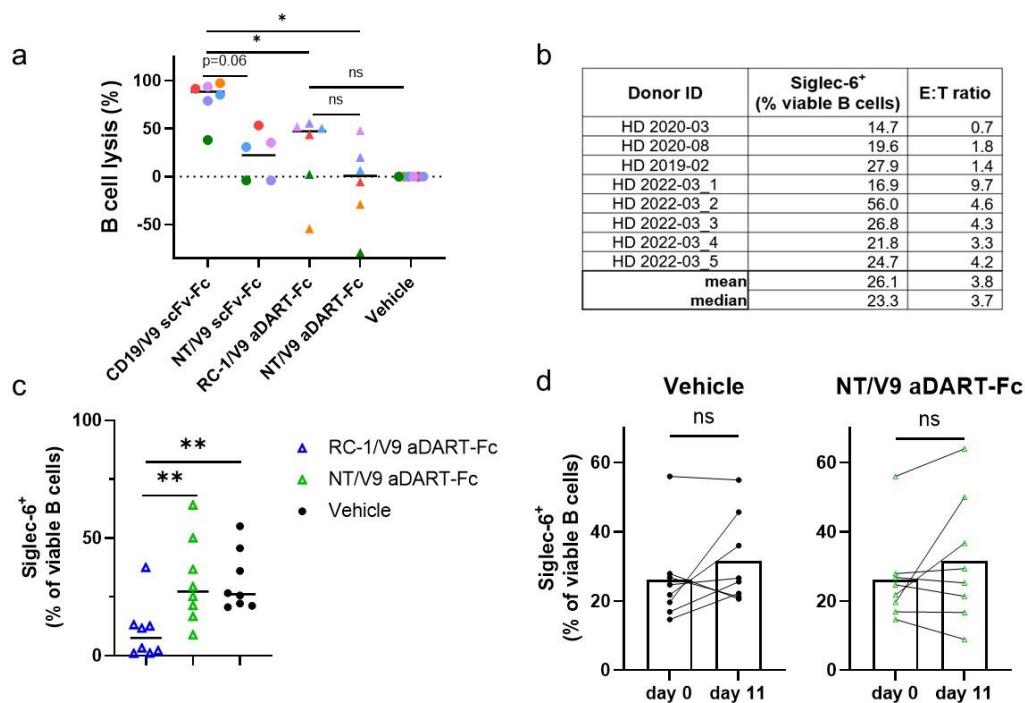 a
*
*
p=0.06
ns
ns
B cell lysis (%)
100
50
0
-50
CD19/V9 scFv-Fc
NT/V9 scFv-Fc
RC-1/V9 aDART-Fc
NT/V9 aDART-Fc
Vehicle
b
Donor ID Siglec-6+ (% viable B cells) E:T ratio
HD 2020-03 14.7 0.7
HD 2020-08 19.6 1.8
HD 2019-02 27.9 1.4
HD 2022-03_1 16.9 9.7
HD 2022-03_2 56.0 4.6
HD 2022-03_3 26.8 4.3
HD 2022-03_4 21.8 3.3
HD 2022-03_5 24.7 4.2
mean 26.1 3.8
median 23.3 3.7
c
Siglec-6+
(% of viable B cells)
100
50
0
**
**
RC-1/V9 aDART-Fc
NT/V9 aDART-Fc
Vehicle
d
Vehicle
ns
Siglec-6+
(% of viable B cells)
60
40
20
0
day 0 day 11
NT/V9 aDART-Fc
ns
60
40
20
0
day 0 day 11